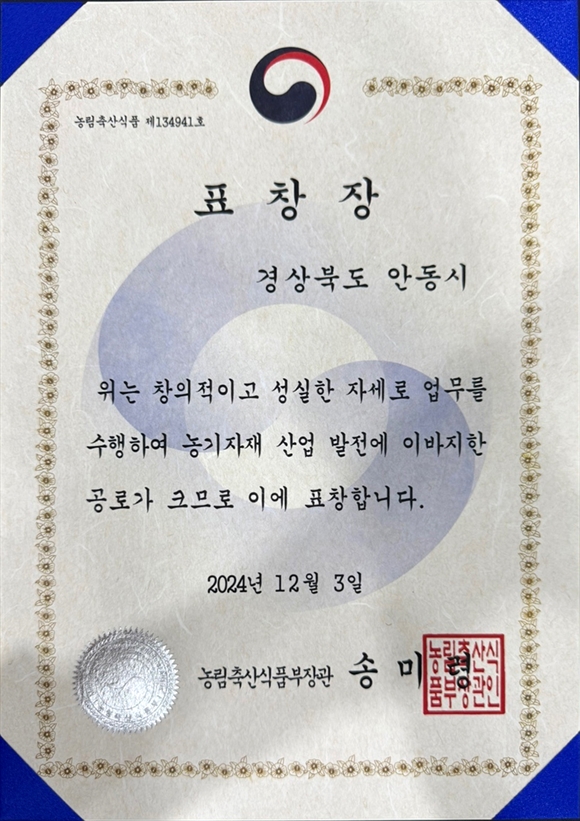 농림축산식품 제134941호
표 창 장
경상북도 안동시
위는 창의적이고 성실한 자세로 업무를
수행하여 농기자재 산업 발전에 이바지한
공로가 크므로 이에 표창합니다.
2024년 12월 3일
농림축산식품부장관 송 미 령
농림축산식
품부장관인